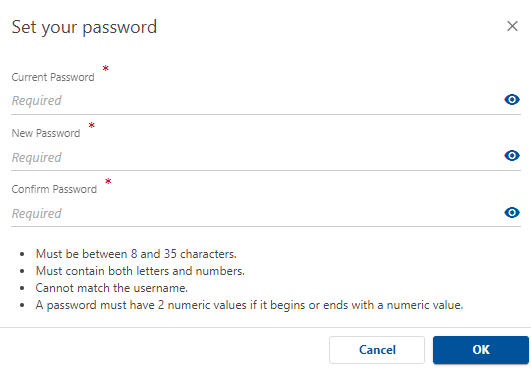 Set your password
Current Password *
Required
New Password *
Required
Confirm Password *
Required
• Must be between 8 and 35 characters.
• Must contain both letters and numbers.
• Cannot match the username.
• A password must have 2 numeric values if it begins or ends with a numeric value.
Cancel OK